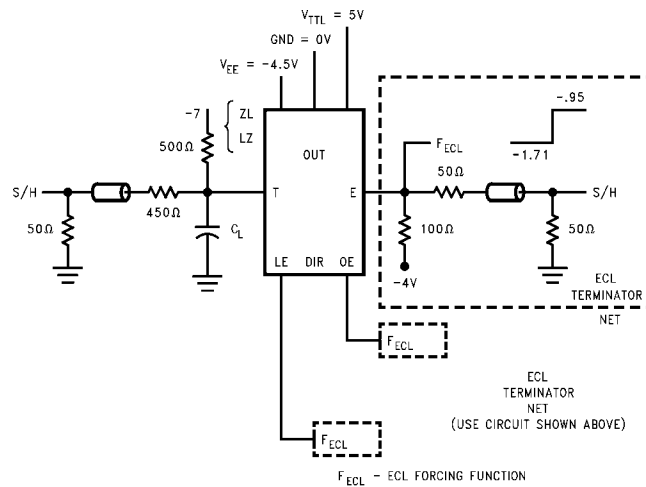 V_TTL = 5V
GND = 0V
V_EE = -4.5V
-7
ZL
LZ
500Ω
OUT
-.95
F_ECL
-1.71
50Ω
S/H
450Ω
T
E
S/H
50Ω
C_L
100Ω
50Ω
-4V
LE DIR OE
ECL
TERMINATOR
NET
F_ECL
ECL
TERMINATOR
NET
(USE CIRCUIT SHOWN ABOVE)
F_ECL
F_ECL - ECL FORCING FUNCTION